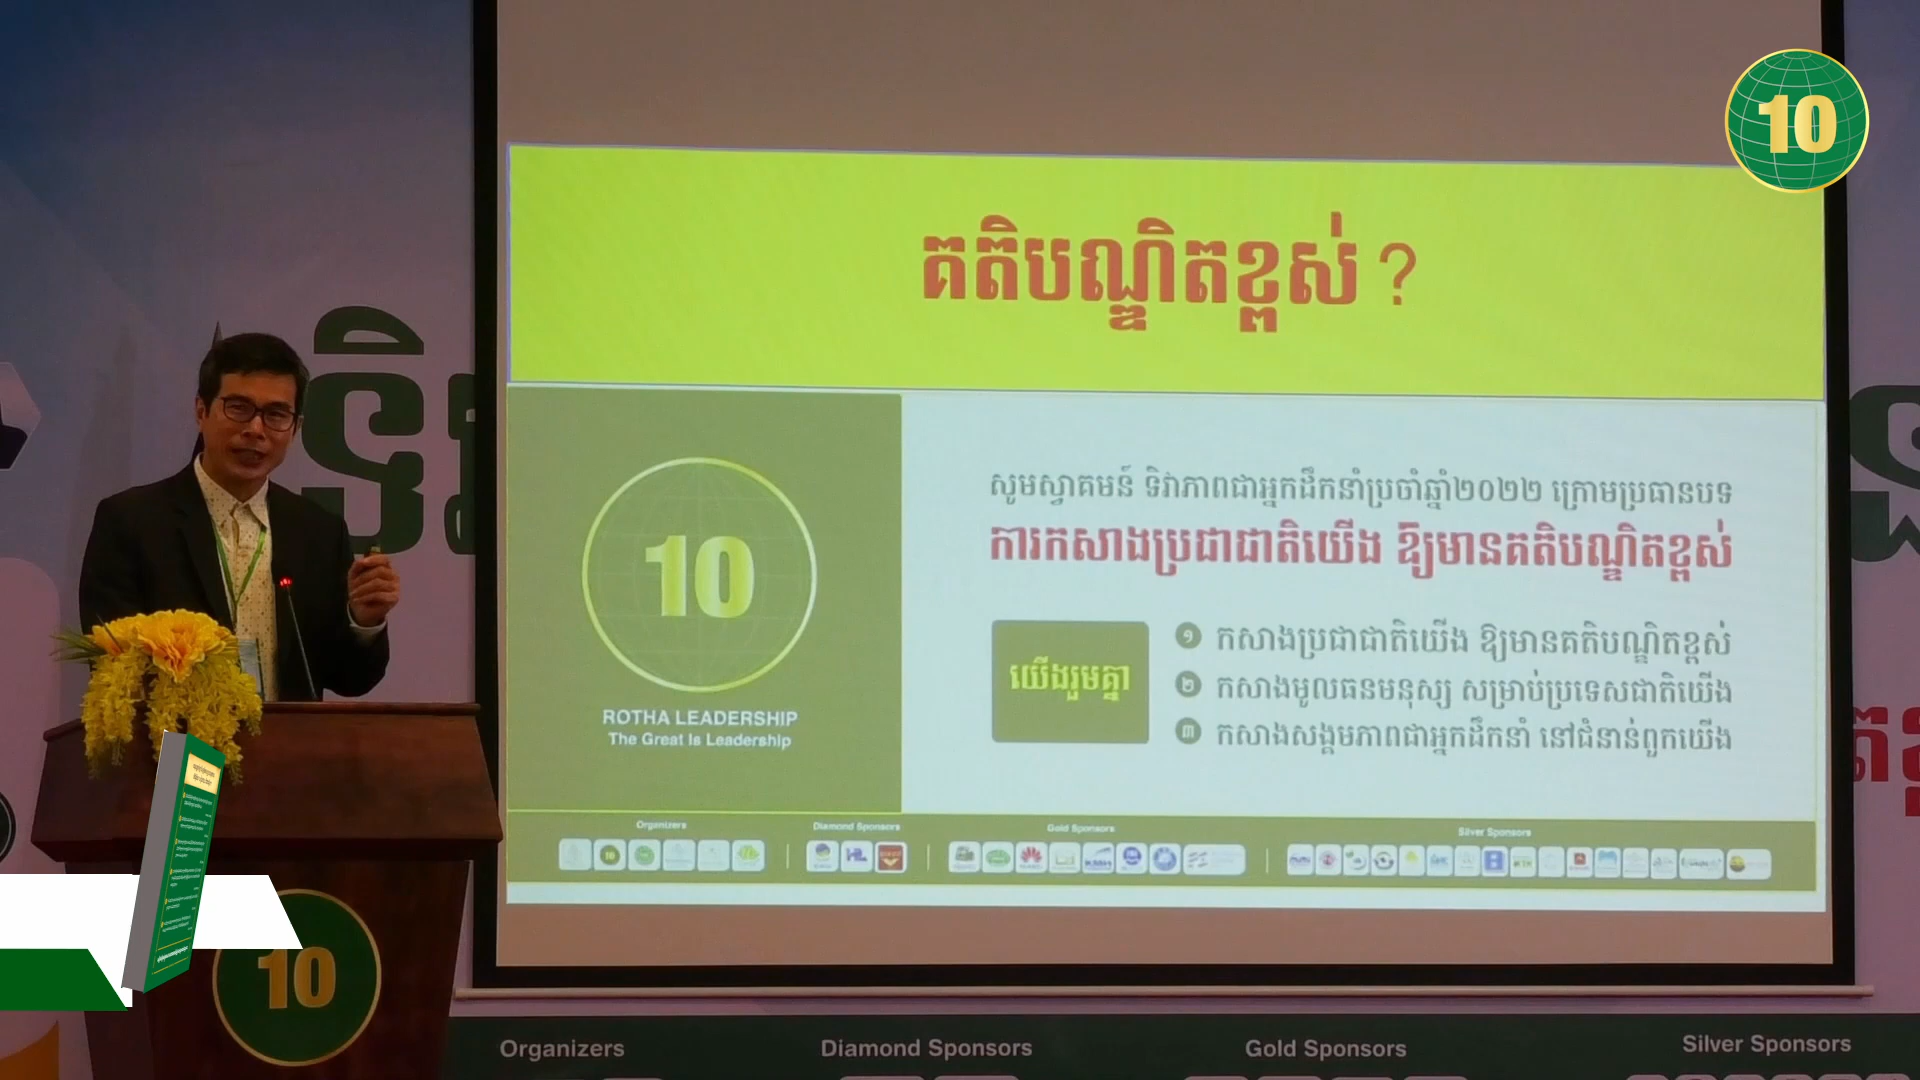 10
គតិបណ្ឌិតខ្ពស់ ?
សូមស្វាគមន៍ ទិវាភាពជាអ្នកដឹកនាំប្រចាំឆ្នាំ២០២២ ក្រោមប្រធានបទ
ការកសាងប្រជាជាតិយើង ឱ្យមានគតិបណ្ឌិតខ្ពស់
10
ROTHA LEADERSHIP
The Great Is Leadership
យើងរួមគ្នា
១ កសាងប្រជាជាតិយើង ឱ្យមានគតិបណ្ឌិតខ្ពស់
២ កសាងមូលធនមនុស្ស សម្រាប់ប្រទេសជាតិយើង
៣ កសាងសង្គមភាពជាអ្នកដឹកនាំ នៅជំនាន់ពួកយើង
Organizers
Diamond Sponsors
Gold Sponsors
Silver Sponsors
10
Organizers
Diamond Sponsors
Gold Sponsors
Silver Sponsors